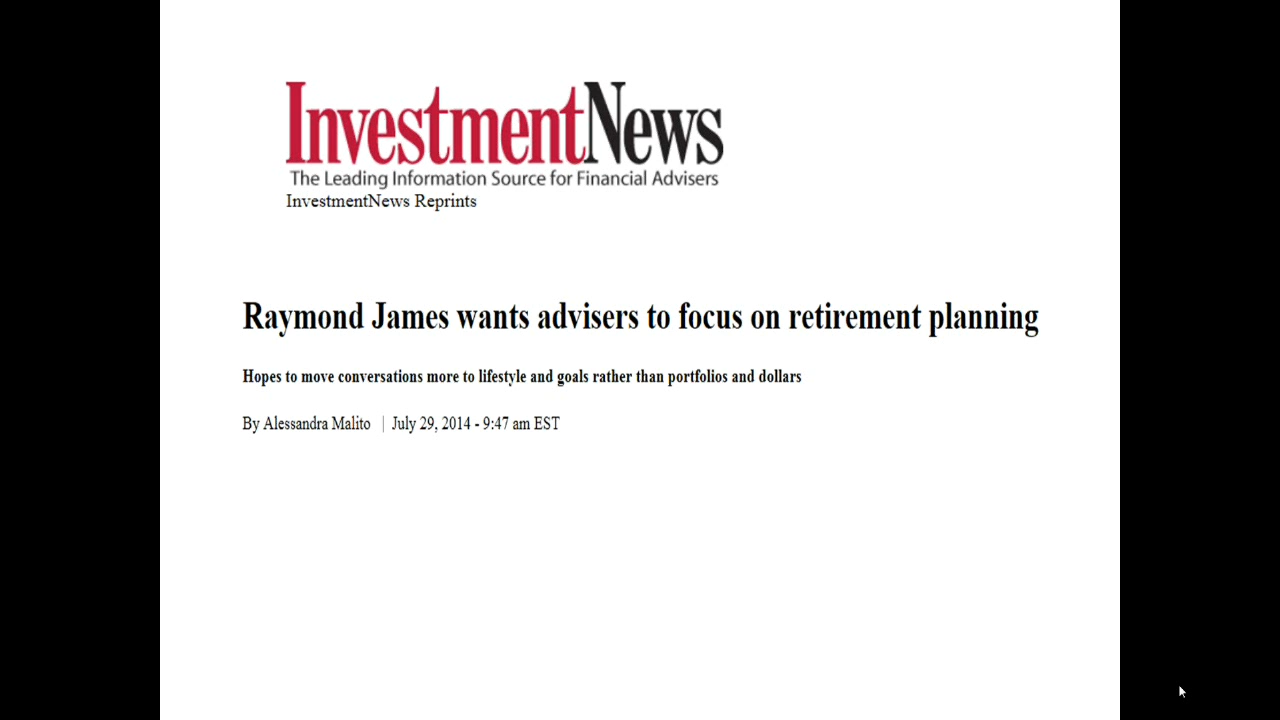 InvestmentNews
The Leading Information Source for Financial Advisers
InvestmentNews Reprints
Raymond James wants advisers to focus on retirement planning
Hopes to move conversations more to lifestyle and goals rather than portfolios and dollars
By Alessandra Malito | July 29, 2014 - 9:47 am EST